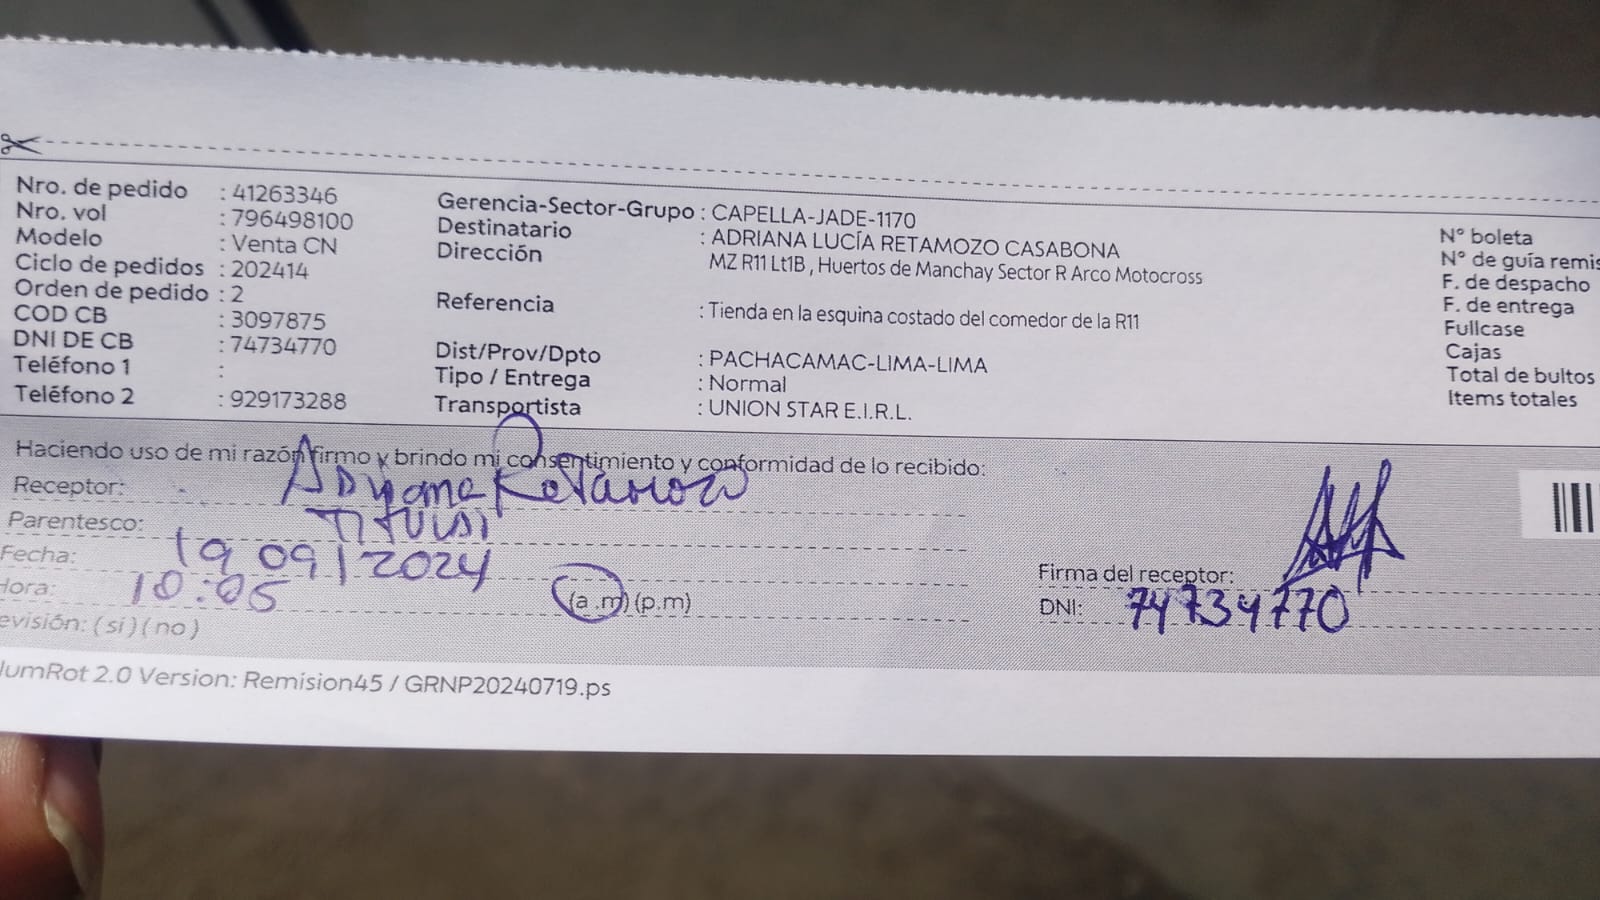 Nro. de pedido : 41263346
Nro. vol : 796498100
Modelo : Venta CN
Ciclo de pedidos : 202414
Orden de pedido : 2
COD CB : 3097875
DNI DE CB : 74734770
Teléfono 1 :
Teléfono 2 : 929173288
Gerencia-Sector-Grupo : CAPELLA-JADE-1170
Destinatario : ADRIANA LUCÍA RETAMOZO CASABONA
Dirección MZ R11 Lt1B , Huertos de Manchay Sector R Arco Motocross
Referencia : Tienda en la esquina costado del comedor de la R11
Dist/Prov/Dpto : PACHACAMAC-LIMA-LIMA
Tipo / Entrega : Normal
Transportista : UNION STAR E.I.R.L.
N° boleta
N° de guía remis
F. de despacho
F. de entrega
Fullcase
Cajas
Total de bultos
Items totales
Haciendo uso de mi razón firmo y brindo mi consentimiento y conformidad de lo recibido:
Receptor: Adriana Retamozo
Parentesco: Titular
Fecha: 19 09/2024
Hora: 10:05 (a.m) (p.m)
evisión: ( si ) ( no )
Firma del receptor:
DNI: 74734770
lumRot 2.0 Version: Remision45 / GRNP20240719.ps